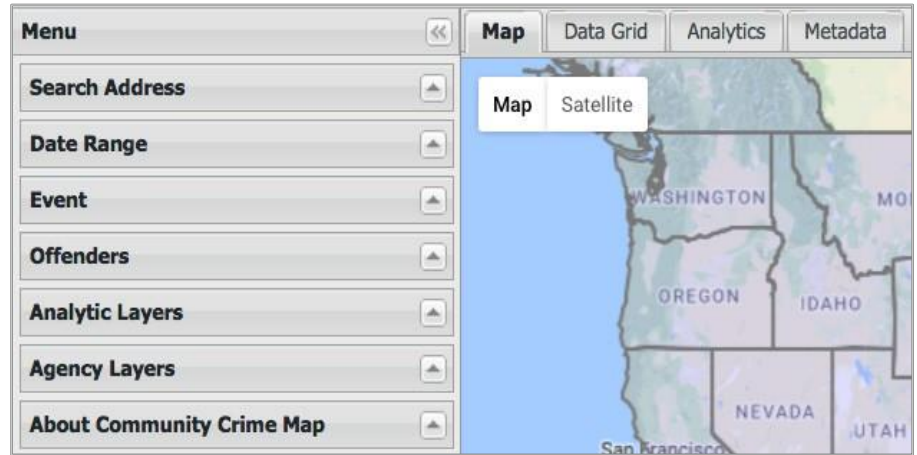 Menu
Search Address
Date Range
Event
Offenders
Analytic Layers
Agency Layers
About Community Crime Map
Map Data Grid Analytics Metadata
Map Satellite
WASHINGTON
MO
OREGON
IDAHO
NEVADA
UTAH
San Francisco